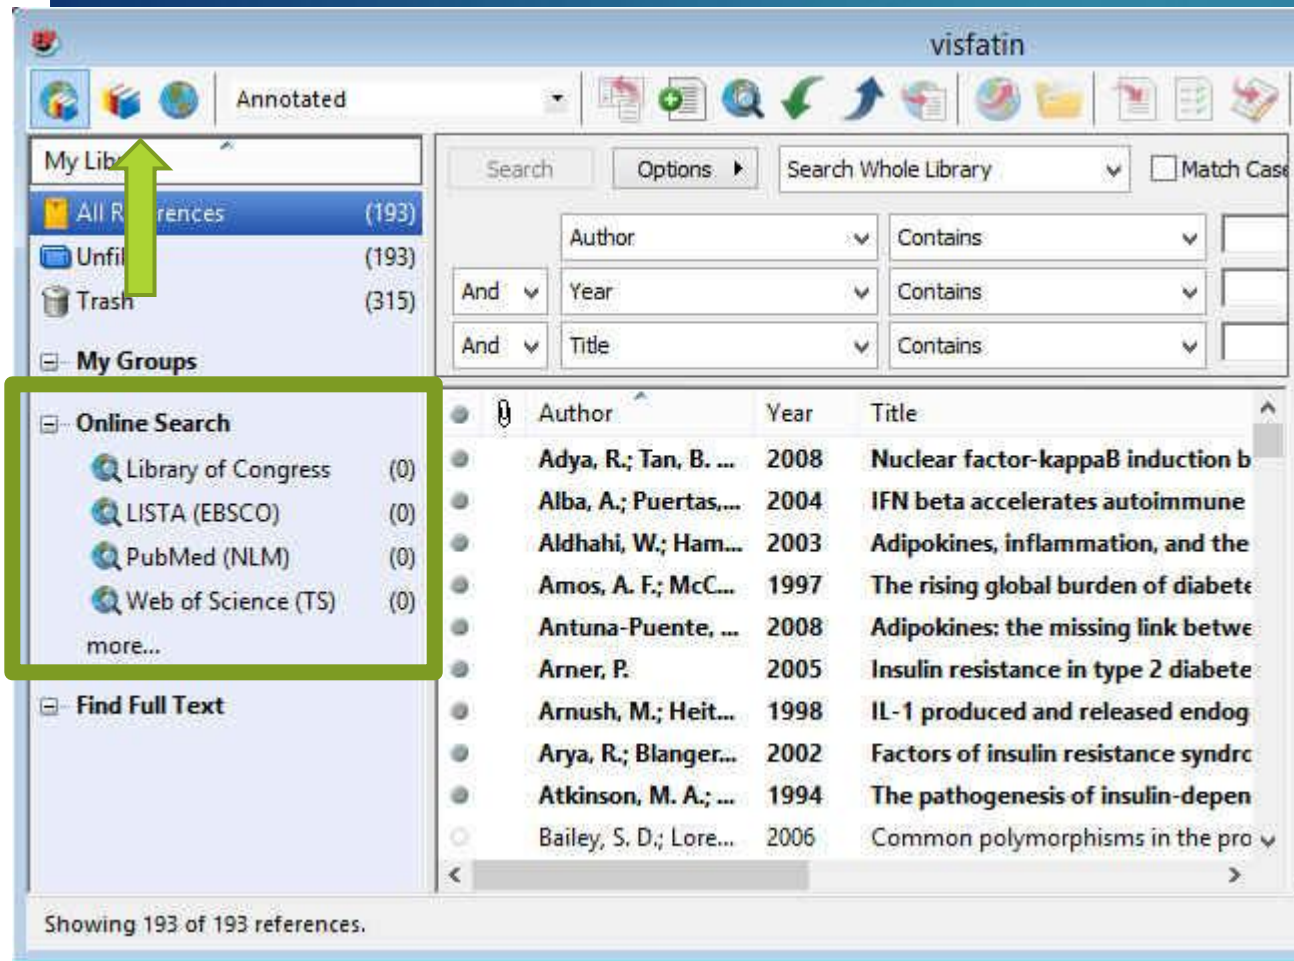 visfatin
Annotated
My Lib
Search Options Search Whole Library Match Case
All R rences (193)
Author Contains
Unfil (193)
And Year Contains
Trash (315)
And Title Contains
My Groups
Online Search
Author Year Title
Library of Congress (0)
Adya, R.; Tan, B. ... 2008 Nuclear factor-kappaB induction b
LISTA (EBSCO) (0)
Alba, A.; Puertas,... 2004 IFN beta accelerates autoimmune
PubMed (NLM) (0)
Aldhahi, W.; Ham... 2003 Adipokines, inflammation, and the
Web of Science (TS) (0)
Amos, A. F.; McC... 1997 The rising global burden of diabete
more...
Antuna-Puente, ... 2008 Adipokines: the missing link betwe
Arner, P. 2005 Insulin resistance in type 2 diabete
Find Full Text
Arnush, M.; Heit... 1998 IL-1 produced and released endog
Arya, R.; Blanger... 2002 Factors of insulin resistance syndrc
Atkinson, M. A.; ... 1994 The pathogenesis of insulin-depen
Bailey, S. D.; Lore... 2006 Common polymorphisms in the pro
Showing 193 of 193 references.